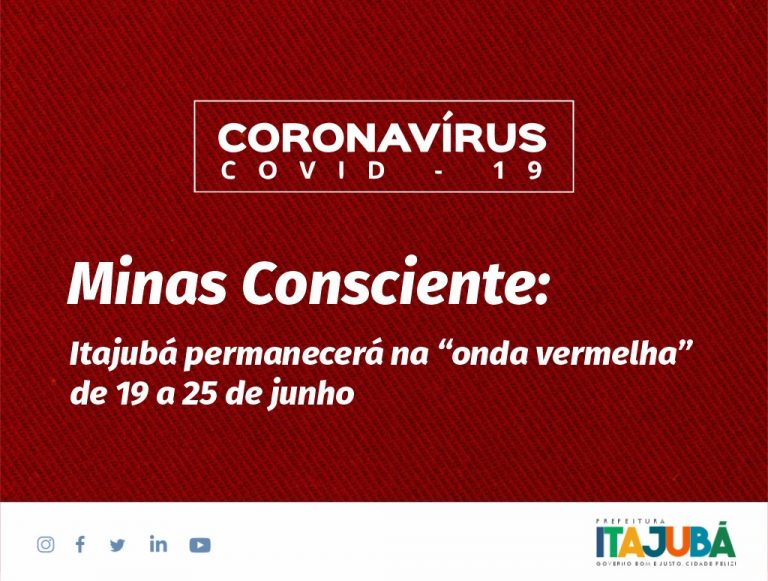 CORONAVÍRUS
COVID - 19
Minas Consciente:
Itajubá permanecerá na “onda vermelha”
de 19 a 25 de junho
PREFEITURA
ITAJUBÁ
GOVERNO BOM E JUSTO, CIDADE FELIZ!